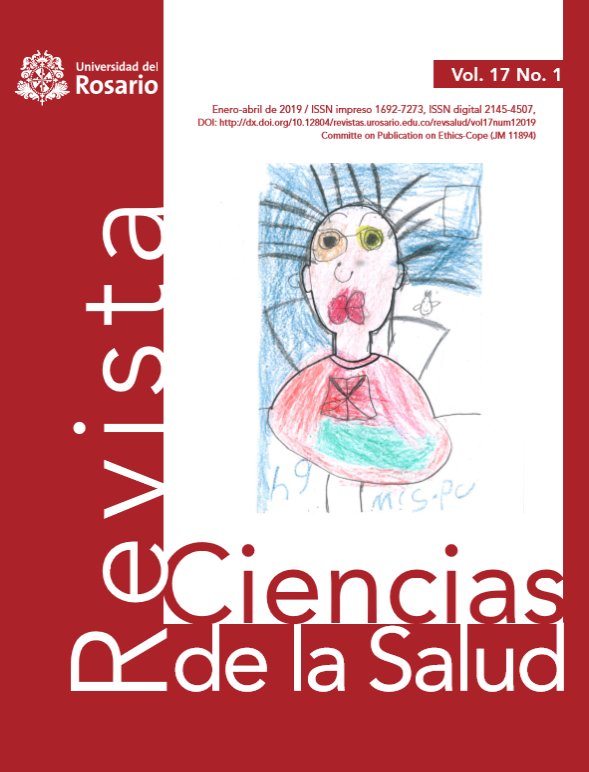 Universidad del
Rosario
Vol. 17 No. 1
Enero-abril de 2019 / ISSN impreso 1692-7273, ISSN digital 2145-4507,
DOI: http://dx.doi.org/10.12804/revistas.urosario.edu.co/revsalud/vol17num12019
Committe on Publication on Ethics-Cope (JM 11894)
Revista
Ciencias
de la Salud